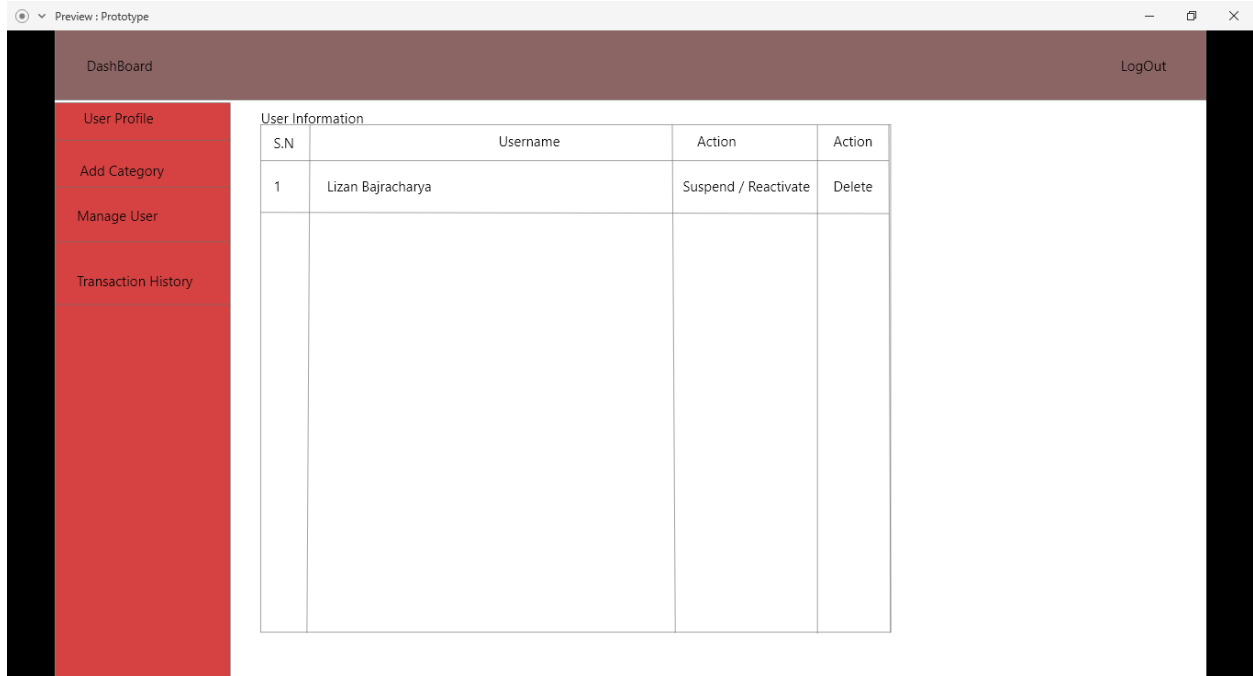 Preview : Prototype
DashBoard LogOut
User Profile
Add Category
Manage User
Transaction History
User Information
S.N Username Action Action
1 Lizan Bajracharya Suspend / Reactivate Delete